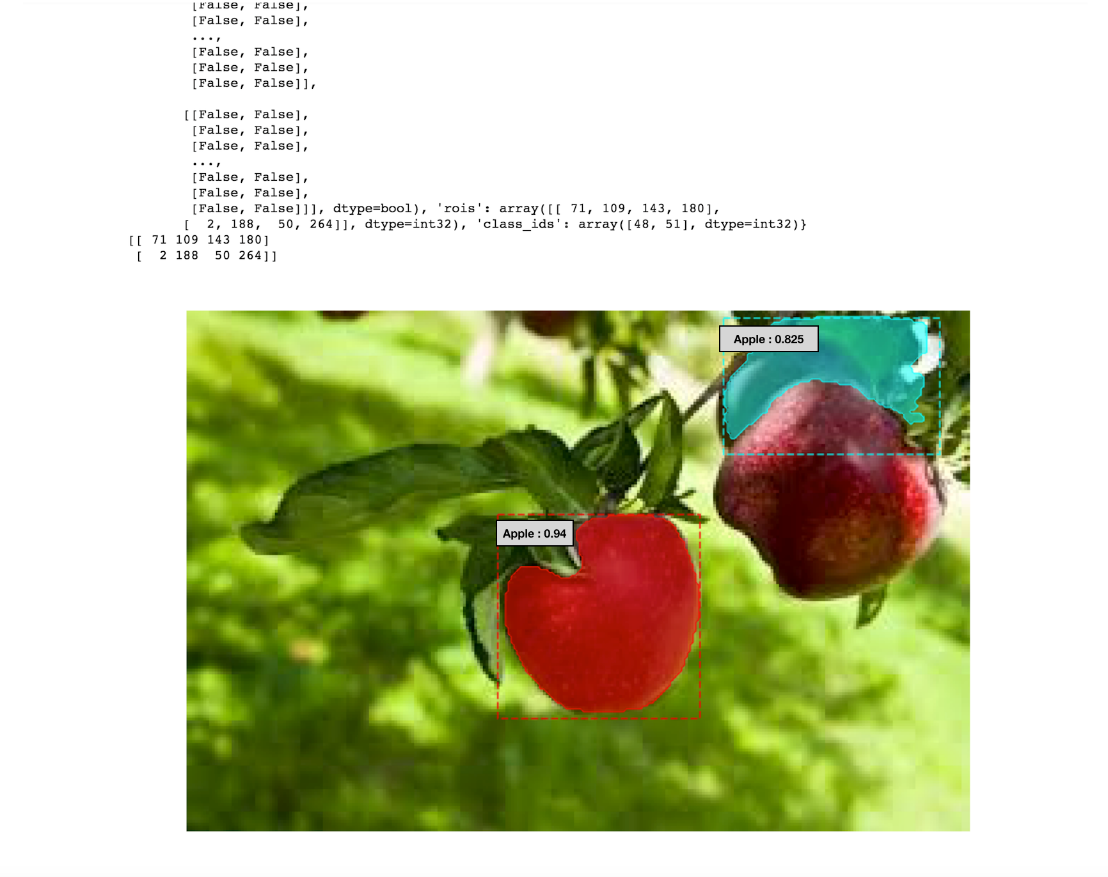 [False, False],
[False, False],
...,
[False, False],
[False, False],
[False, False]],
[[False, False],
[False, False],
[False, False],
...,
[False, False],
[False, False],
[False, False]]], dtype=bool), 'rois': array([[ 71, 109, 143, 180],
[  2, 188,  50, 264]], dtype=int32), 'class_ids': array([48, 51], dtype=int32)}
[[ 71 109 143 180]
[  2 188  50 264]]
Apple : 0.825
Apple : 0.94